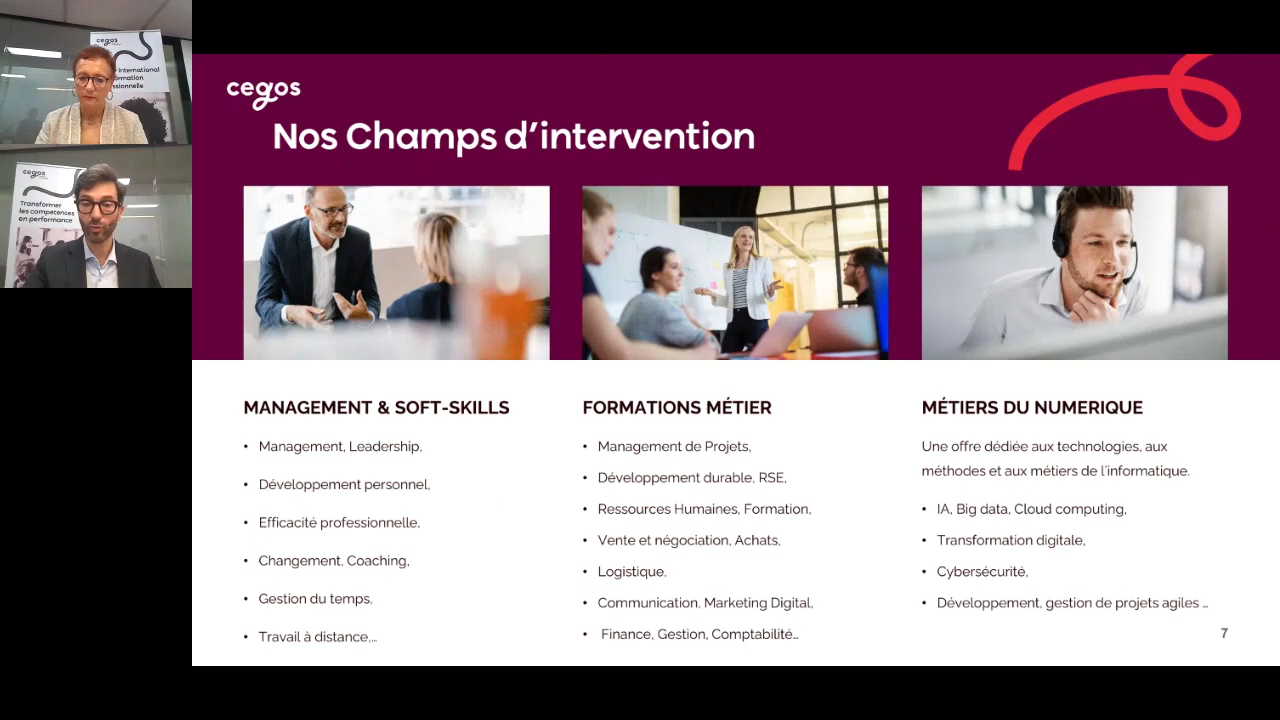 cegos
r international
rmation
ssionnelle
cegos
Transformer
les compétences
en performance
cegos
Nos Champs d'intervention
MANAGEMENT & SOFT-SKILLS
• Management, Leadership,
• Développement personnel,
• Efficacité professionnelle,
• Changement, Coaching,
• Gestion du temps,
• Travail à distance,...
FORMATIONS MÉTIER
• Management de Projets,
• Développement durable, RSE,
• Ressources Humaines, Formation,
• Vente et négociation, Achats,
• Logistique,
• Communication, Marketing Digital,
• Finance, Gestion, Comptabilité...
MÉTIERS DU NUMERIQUE
Une offre dédiée aux technologies, aux
méthodes et aux métiers de l'informatique.
• IA, Big data, Cloud computing,
• Transformation digitale,
• Cybersécurité,
• Développement, gestion de projets agiles ...
7